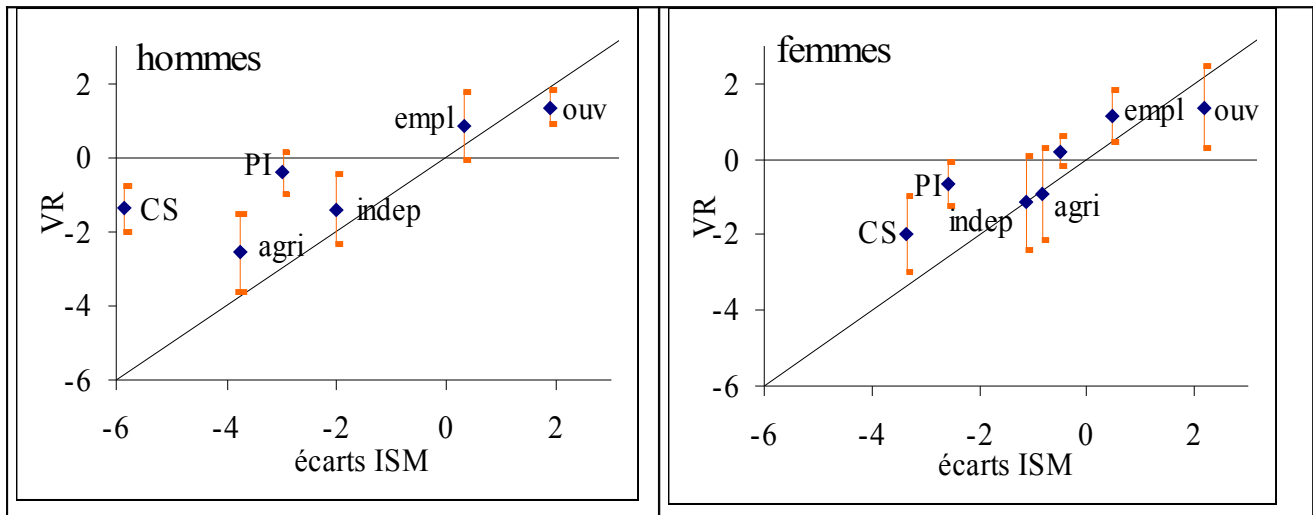 hommes
2
0
-2
-4
-6
VR
empl
ouv
PI
CS
indep
agri
-6 -4 -2 0 2
écarts ISM
femmes
2
0
-2
-4
-6
VR
empl
ouv
PI
indep
agri
CS
-6 -4 -2 0 2
écarts ISM